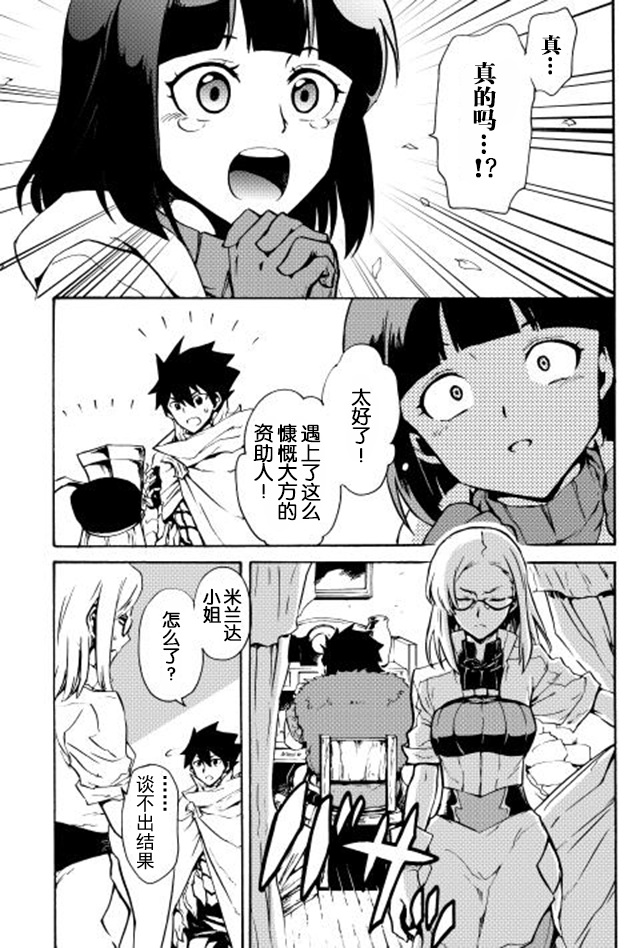 真…
真的吗…!?
太好了！
遇上了这么
慷慨大方的
资助人！
米兰达
小姐
怎么了？
……
谈不出结果